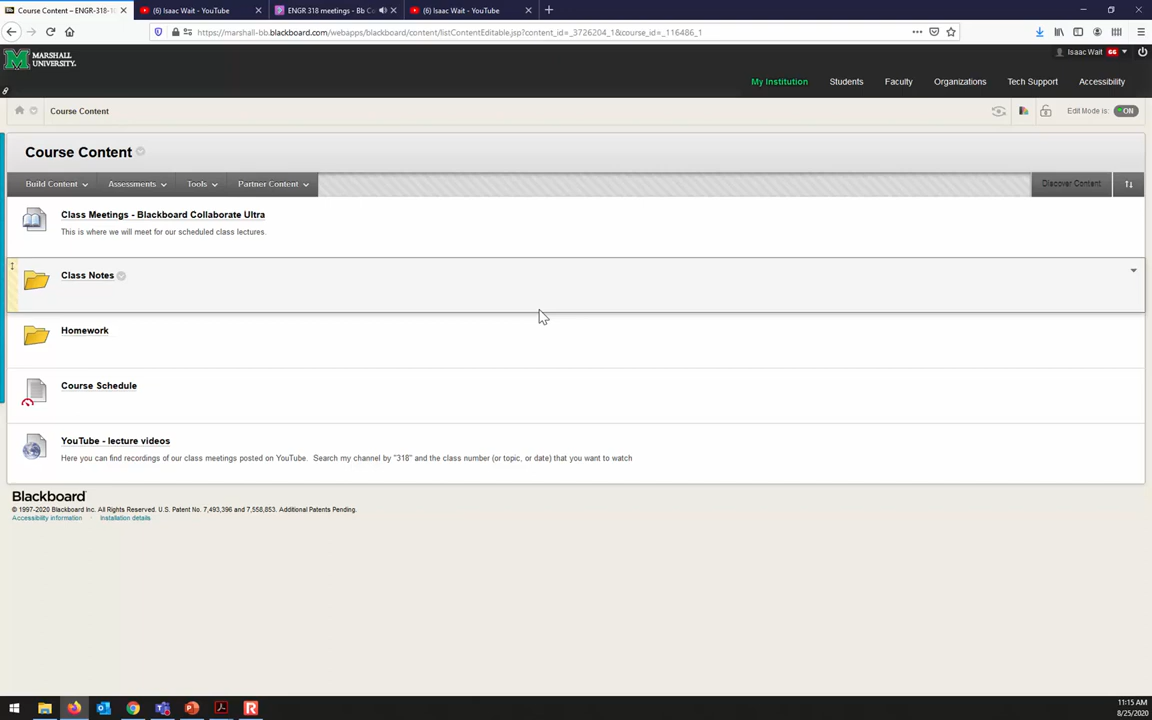 Course Content – ENGR-318-10
(6) Isaac Wait - YouTube
ENGR 318 meetings - Bb Co
(6) Isaac Wait - YouTube
https://marshall-bb.blackboard.com/webapps/blackboard/content/listContentEditable.jsp?content_id=_3726204_1&course_id=_116486_1
MARSHALL
UNIVERSITY.
Isaac Wait 66
My Institution Students Faculty Organizations Tech Support Accessibility
Course Content
Edit Mode is: ON
Course Content
Build Content Assessments Tools Partner Content Discover Content
Class Meetings - Blackboard Collaborate Ultra
This is where we will meet for our scheduled class lectures.
Class Notes
Homework
Course Schedule
YouTube - lecture videos
Here you can find recordings of our class meetings posted on YouTube. Search my channel by "318" and the class number (or topic, or date) that you want to watch
Blackboard
© 1997-2020 Blackboard Inc. All Rights Reserved. U.S. Patent No. 7,493,396 and 7,558,853. Additional Patents Pending.
Accessibility information · Installation details
11:15 AM
8/25/2020